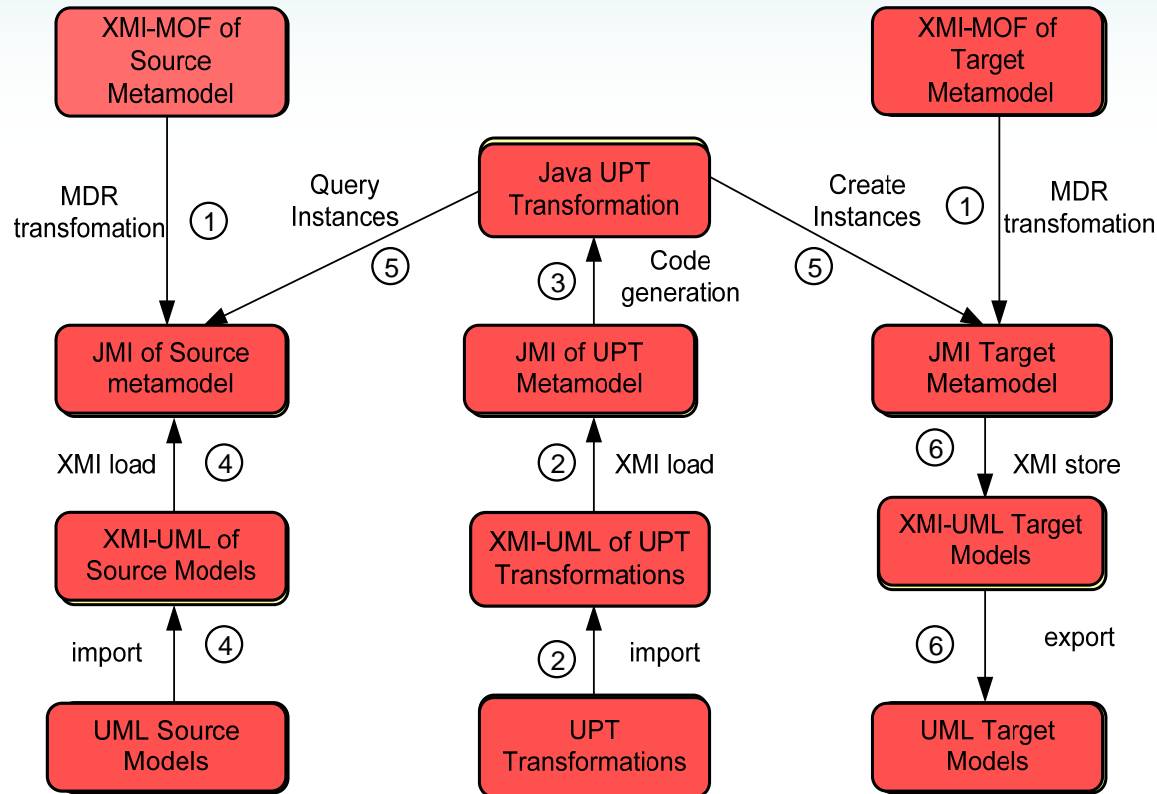 XMI-MOF of
Source
Metamodel
XMI-MOF of
Target
Metamodel
MDR
transfomation
1
Query
Instances
5
Java UPT
Transformation
3
Code
generation
Create
Instances
5
1
MDR
transfomation
JMI of Source
metamodel
JMI of UPT
Metamodel
JMI Target
Metamodel
XMI load
4
2
XMI load
6
XMI store
XMI-UML of
Source Models
XMI-UML of UPT
Transformations
XMI-UML Target
Models
import
4
2
import
6
export
UML Source
Models
UPT
Transformations
UML Target
Models